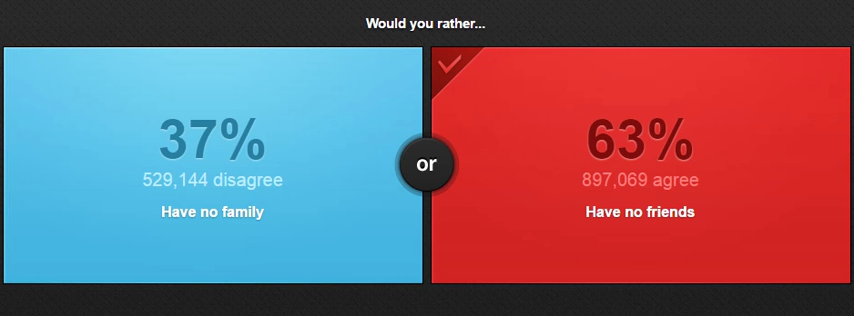 Would you rather...
37%
529,144 disagree
Have no family
or
63%
897,069 agree
Have no friends